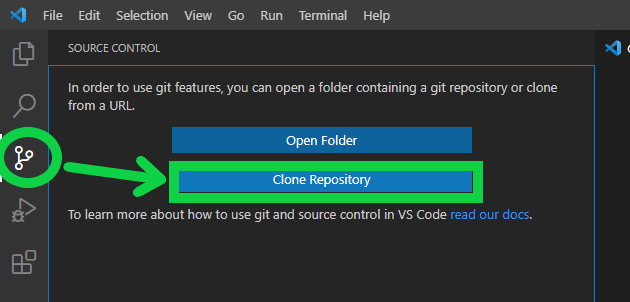 File Edit Selection View Go Run Terminal Help
SOURCE CONTROL
In order to use git features, you can open a folder containing a git repository or clone
from a URL.
Open Folder
Clone Repository
To learn more about how to use git and source control in VS Code read our docs.